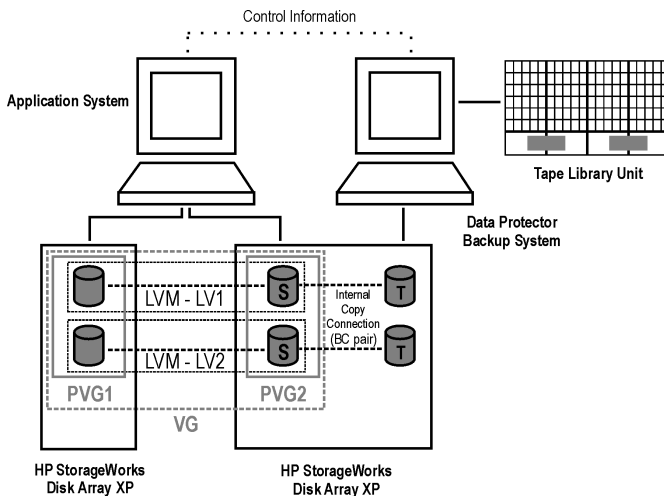 Control Information
Application System
Tape Library Unit
Data Protector
Backup System
S
T
LVM - LV1
Internal
Copy
Connection
(BC pair)
S
T
LVM - LV2
PVG1
PVG2
VG
HP StorageWorks
Disk Array XP
HP StorageWorks
Disk Array XP